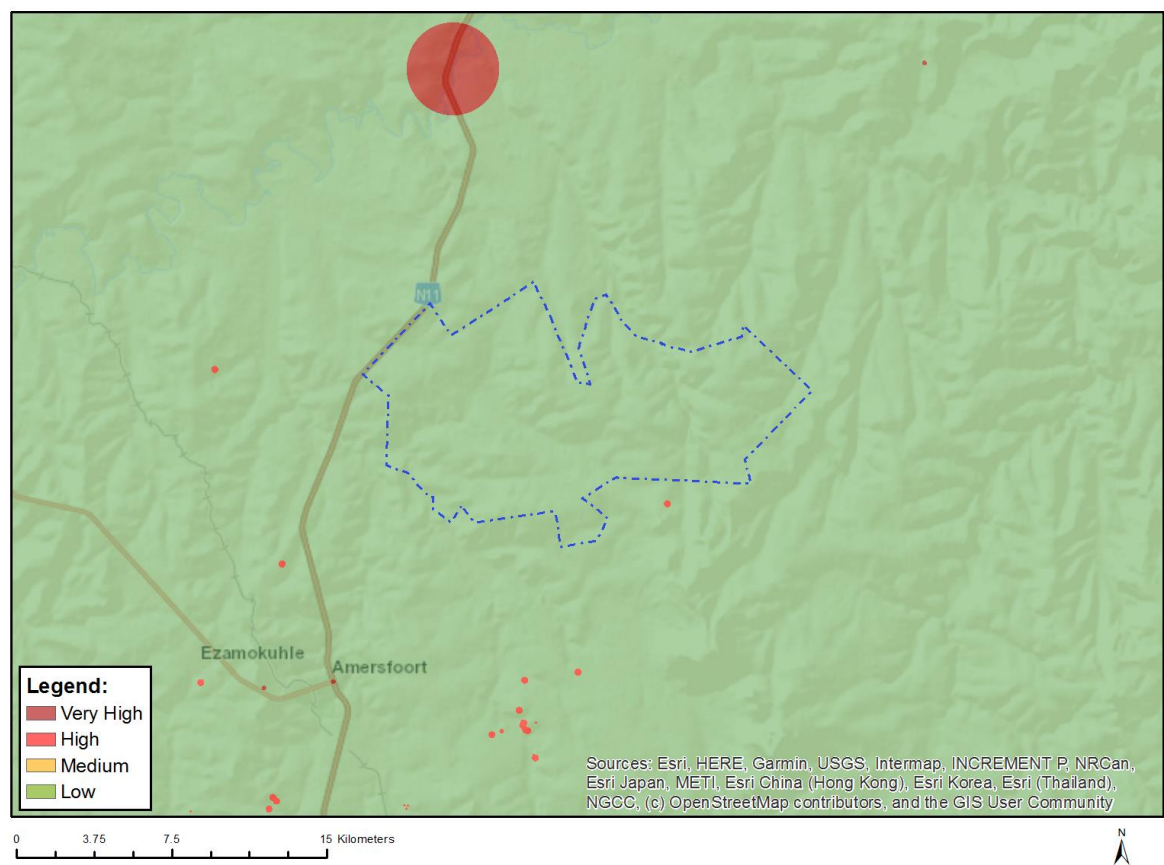 N11
Ezamokuhle
Amersfoort
Legend:
Very High
High
Medium
Low
Sources: Esri, HERE, Garmin, USGS, Intermap, INCREMENT P, NRCan,
Esri Japan, METI, Esri China (Hong Kong), Esri Korea, Esri (Thailand),
NGCC, (c) OpenStreetMap contributors, and the GIS User Community
0 3.75 7.5 15 Kilometers
N